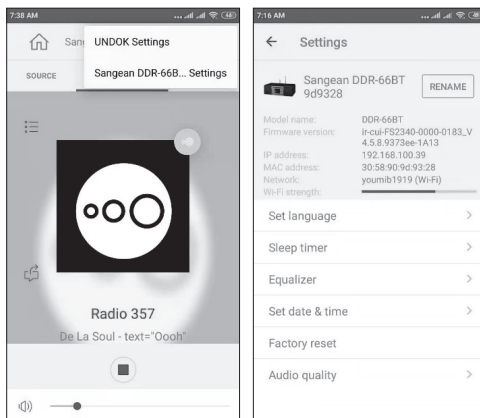 7:38 AM
San
UNDOK Settings
Sangean DDR-66B... Settings
SOURCE
Radio 357
De La Soul - text="Oooh"
7:16 AM
Settings
Sangean DDR-66BT
9d9328
RENAME
Model name: DDR-66BT
Firmware version: ir-cui-FS2340-0000-0183_V
4.5.8.9373ee-1A13
IP address: 192.168.100.39
MAC address: 30:58:90:9d:93:28
Network: youmib1919 (Wi-Fi)
Wi-Fi strength:
Set language
Sleep timer
Equalizer
Set date & time
Factory reset
Audio quality